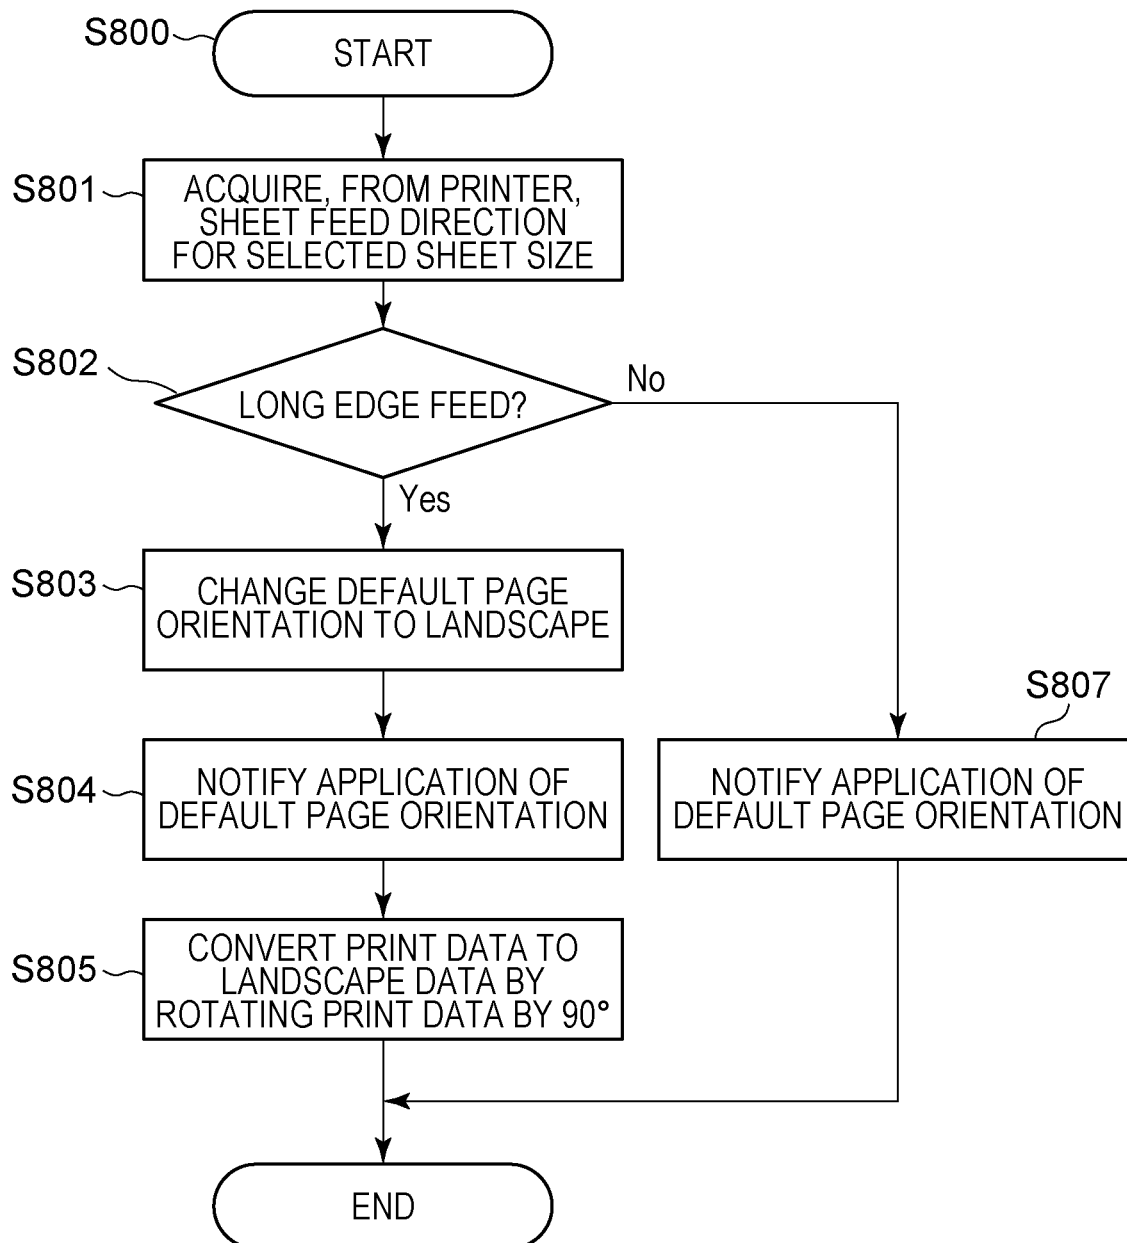 S800
START
S801
ACQUIRE, FROM PRINTER,
SHEET FEED DIRECTION
FOR SELECTED SHEET SIZE
S802
LONG EDGE FEED?
No
Yes
S803
CHANGE DEFAULT PAGE
ORIENTATION TO LANDSCAPE
S804
NOTIFY APPLICATION OF
DEFAULT PAGE ORIENTATION
S807
NOTIFY APPLICATION OF
DEFAULT PAGE ORIENTATION
S805
CONVERT PRINT DATA TO
LANDSCAPE DATA BY
ROTATING PRINT DATA BY 90°
END